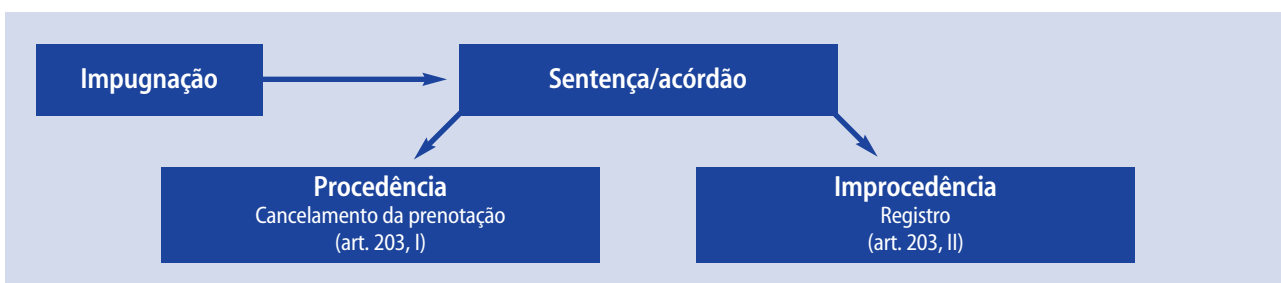 Impugnação
Sentença/acórdão
Procedência
Cancelamento da prenotação
(art. 203, I)
Improcedência
Registro
(art. 203, II)